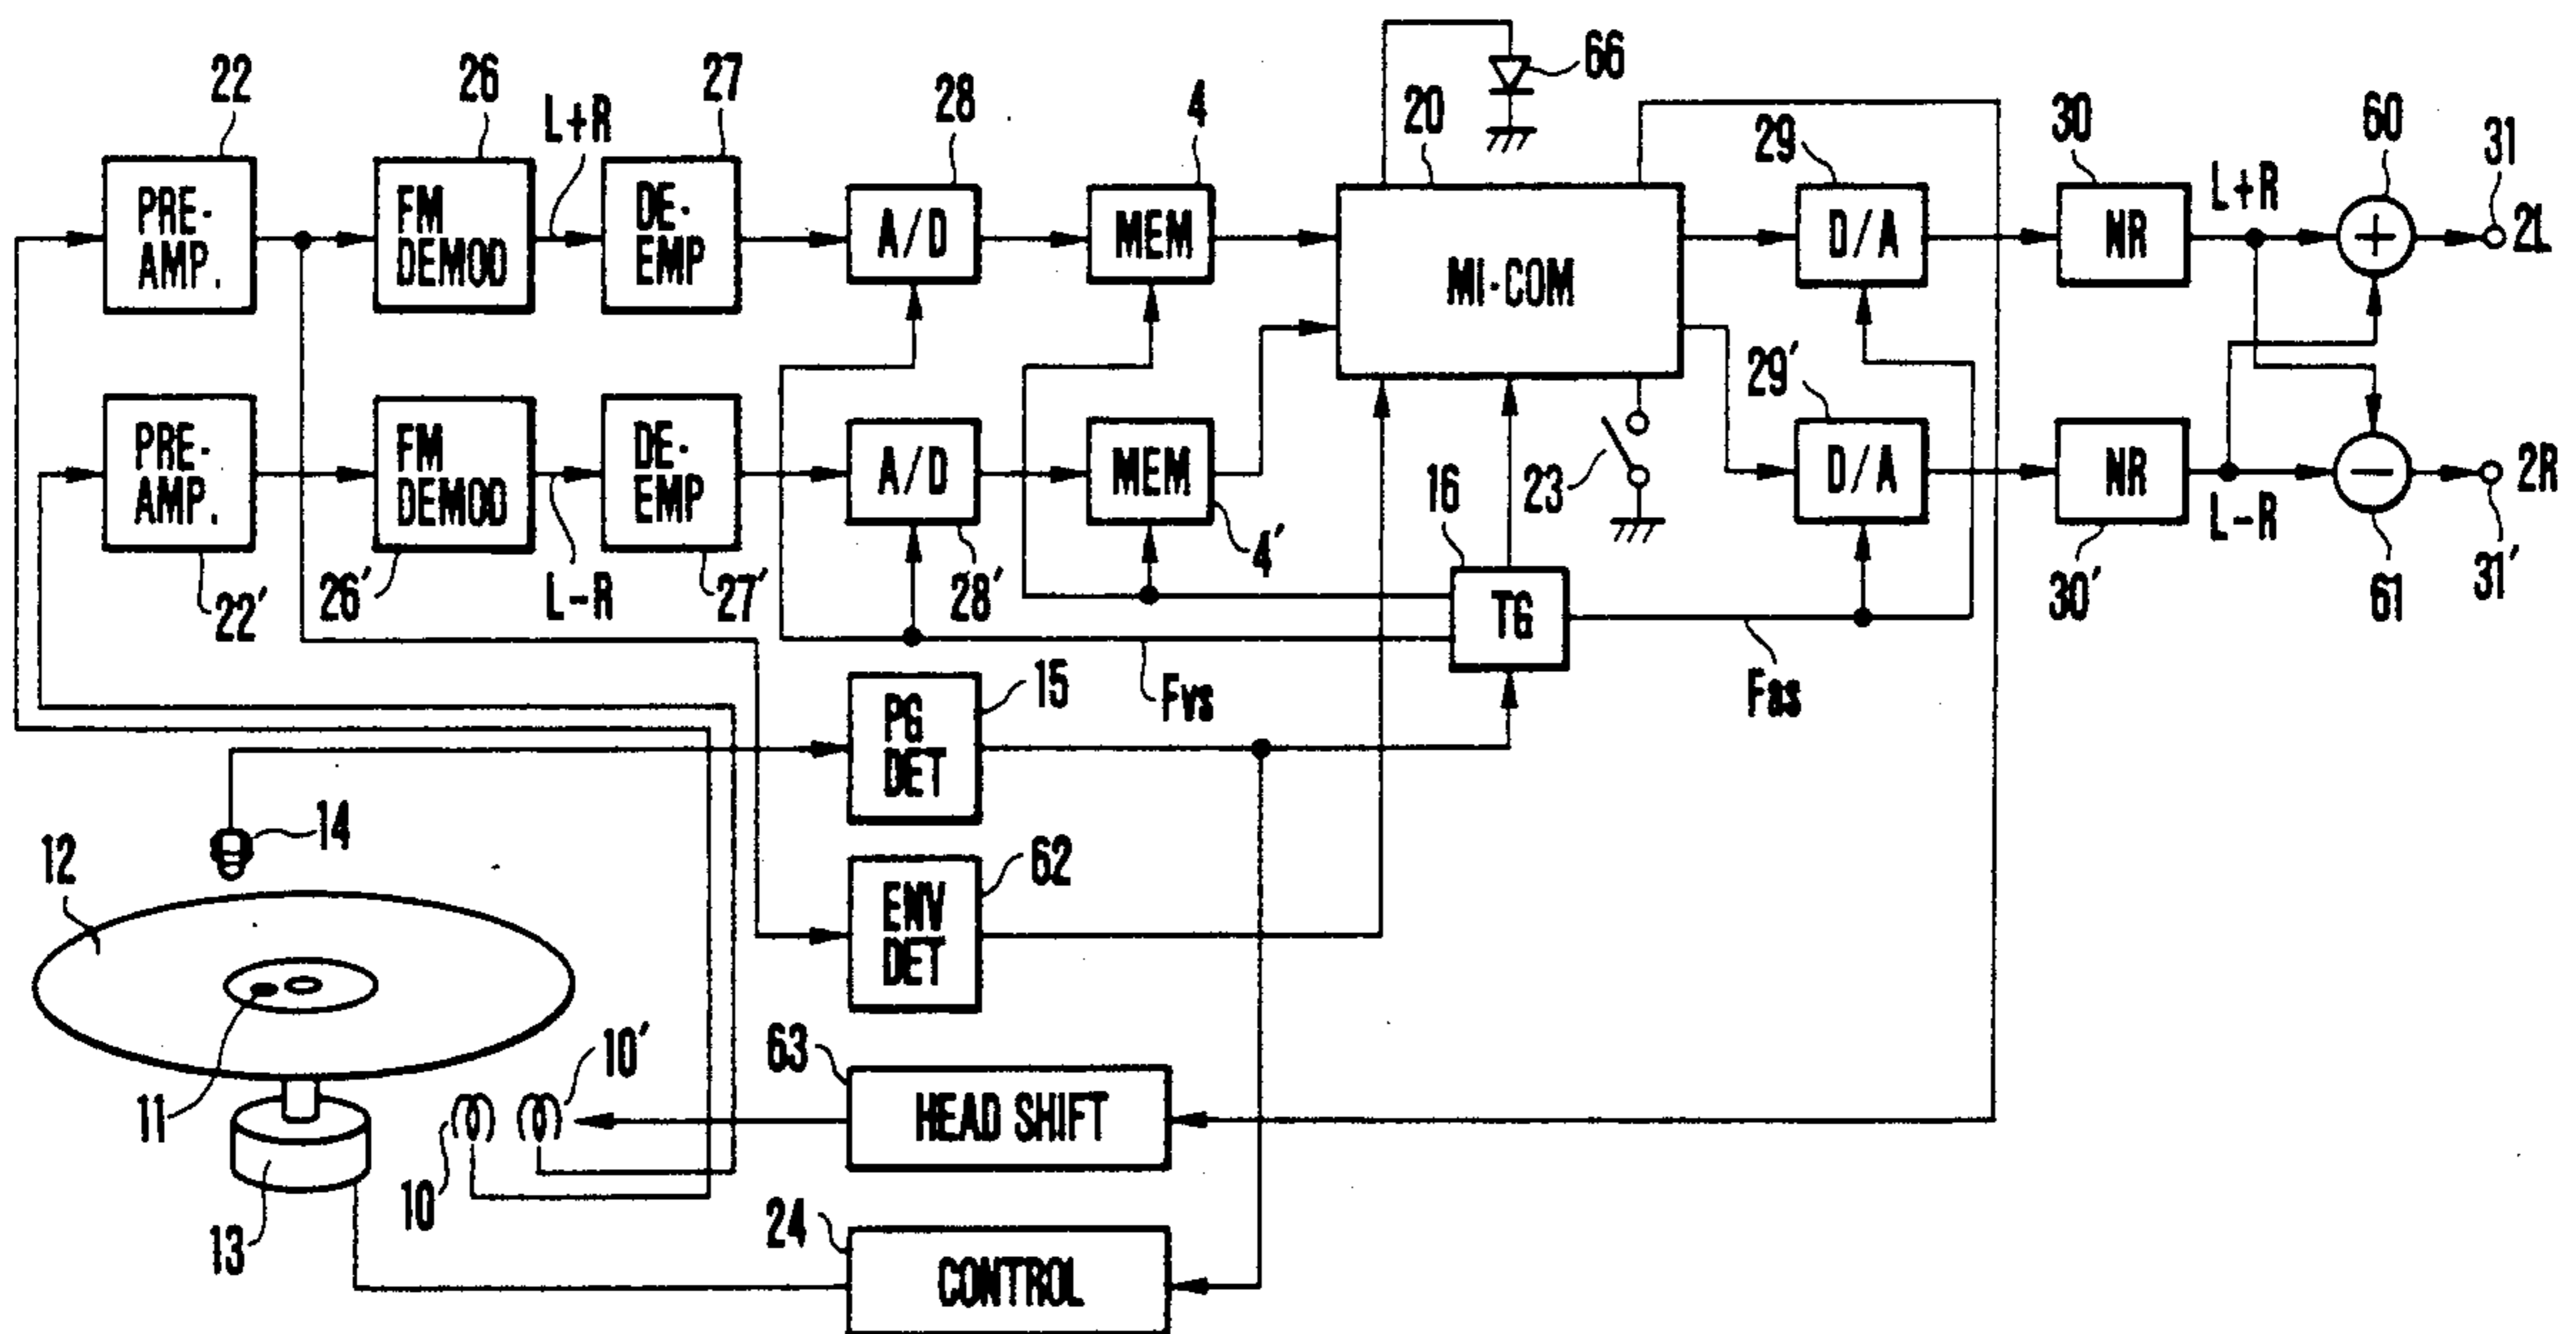 66
22
26
L+R
27
28
4
20
29
30
60
31
PRE-
AMP.
FM
DEMOD
DE-
EMP
A/D
MEM
MI-COM
D/A
NR
L+R
+
2L
PRE-
AMP.
FM
DEMOD
DE-
EMP
A/D
MEM
16
23
29'
D/A
NR
−
2R
22'
26'
L-R
27'
28'
4'
TG
30'
L-R
61
31'
15
Fvs
Fas
PG
DET
14
12
62
ENV
DET
11
10'
63
HEAD SHIFT
10
13
24
CONTROL